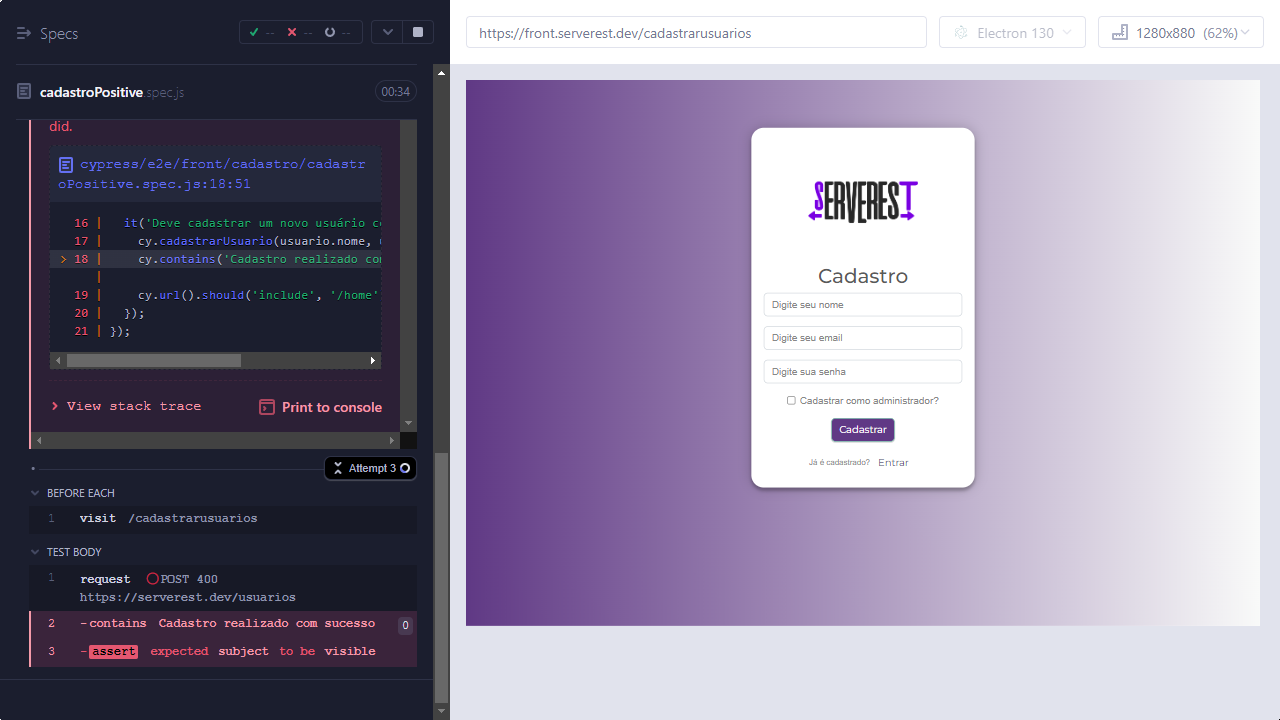 Specs
-- -- --
cadastroPositive.spec.js 00:34
did.
cypress/e2e/front/cadastro/cadastr
oPositive.spec.js:18:51
16 | it('Deve cadastrar um novo usuário c
17 | cy.cadastrarUsuario(usuario.nome,
> 18 | cy.contains('Cadastro realizado co
|
19 | cy.url().should('include', '/home'
20 | });
21 | });
View stack trace
Print to console
Attempt 3
BEFORE EACH
1 visit /cadastrarusuarios
TEST BODY
1 request POST 400
https://serverest.dev/usuarios
2 -contains Cadastro realizado com sucesso 0
3 -assert expected subject to be visible
https://front.serverest.dev/cadastrarusuarios
Electron 130
1280x880 (62%)
SERVEREST
Cadastro
Digite seu nome
Digite seu email
Digite sua senha
Cadastrar como administrador?
Cadastrar
Já é cadastrado? Entrar